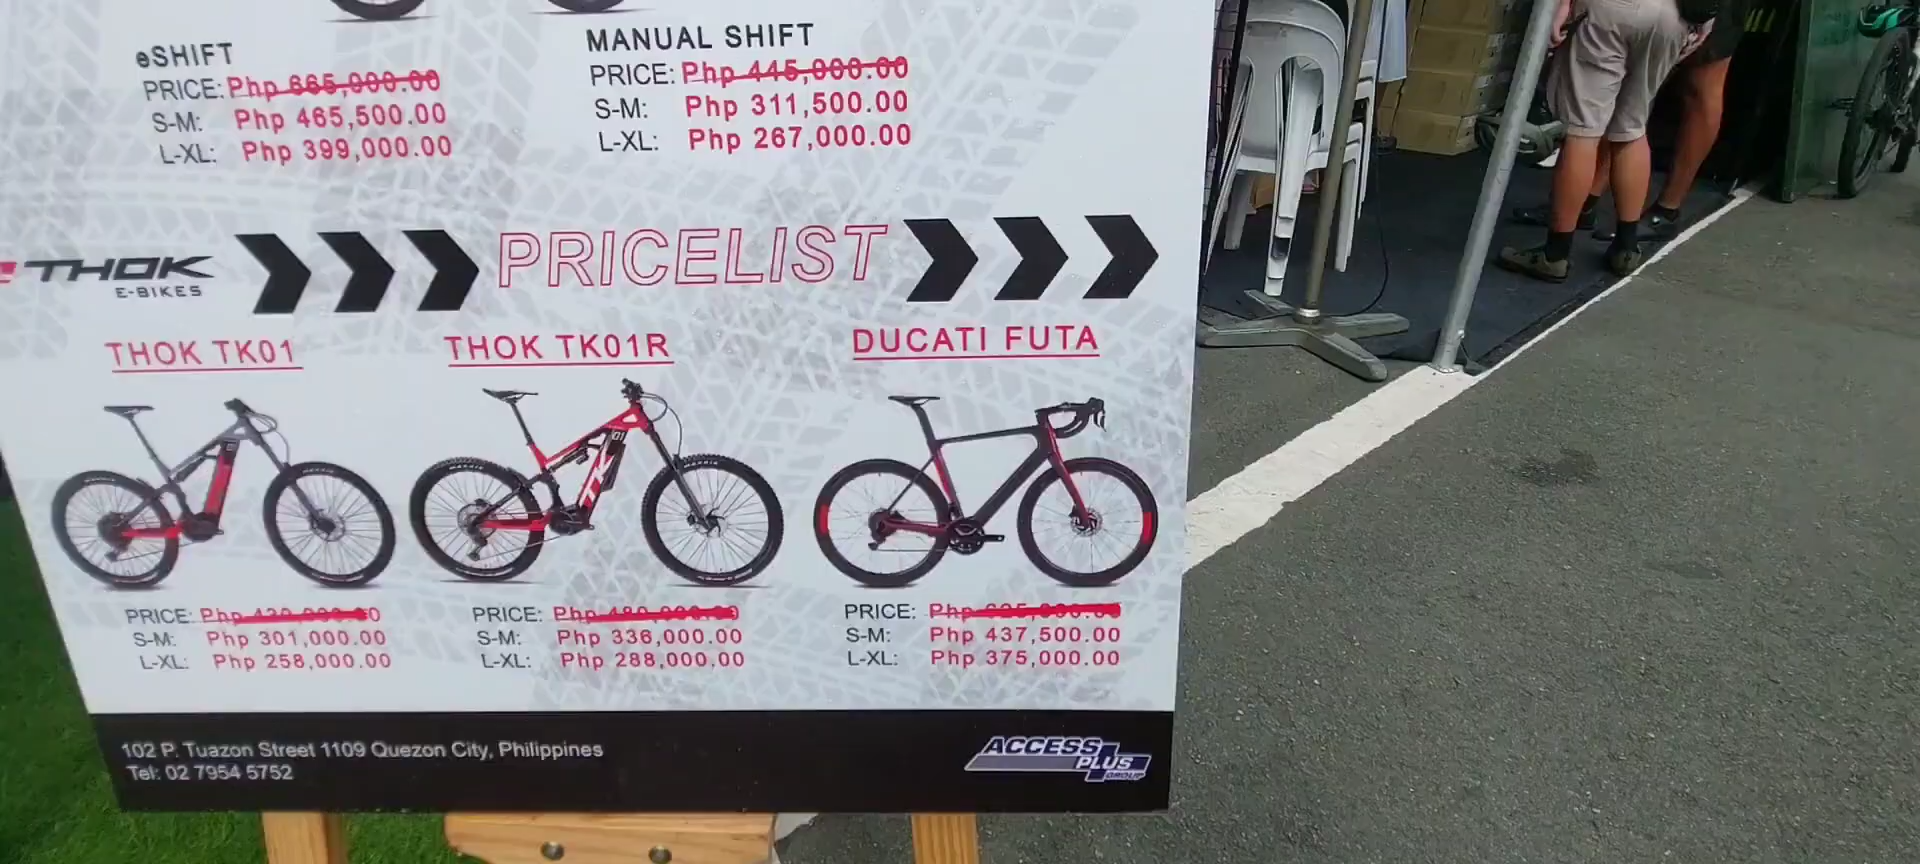 eSHIFT
PRICE: Php 665,000.00
S-M: Php 465,500.00
L-XL: Php 399,000.00
MANUAL SHIFT
PRICE: Php 445,000.00
S-M: Php 311,500.00
L-XL: Php 267,000.00
THOK
E-BIKES
PRICELIST
THOK TK01
THOK TK01R
DUCATI FUTA
PRICE: Php
S-M: Php 301,000.00
L-XL: Php 258,000.00
PRICE: Php
S-M: Php 336,000.00
L-XL: Php 288,000.00
PRICE: Php
S-M: Php 437,500.00
L-XL: Php 375,000.00
102 P. Tuazon Street 1109 Quezon City, Philippines
Tel: 02 7954 5752
ACCESS
PLUS
GROUP